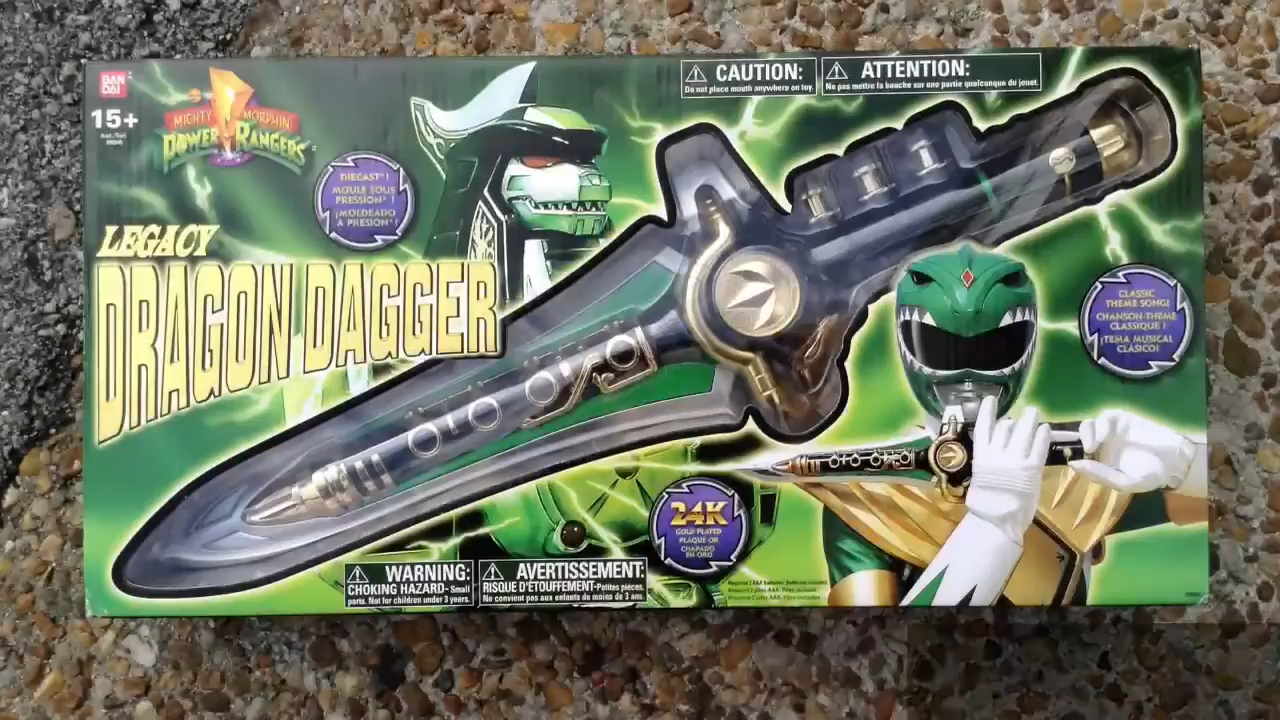 BAN
DAI
15+
MIGHTY MORPHIN
POWER RANGERS
DIECAST* !
MOULÉ SOUS
PRESSION* !
¡MOLDEADO
A PRESIÓN* !
LEGACY
DRAGON DAGGER
CAUTION:
Do not place mouth anywhere on toy.
ATTENTION:
Ne pas mettre la bouche sur une partie quelconque du jouet.
CLASSIC
THEME SONG!
CHANSON-THÈME
CLASSIQUE !
¡TEMA MUSICAL
CLÁSICO!
24K
GOLD PLATED
PLAQUÉ OR
CHAPADO
EN ORO
WARNING:
CHOKING HAZARD- Small
parts. Not for children under 3 years.
AVERTISSEMENT:
RISQUE D'ÉTOUFFEMENT-Petites pièces.
Ne convient pas aux enfants de moins de 3 ans.